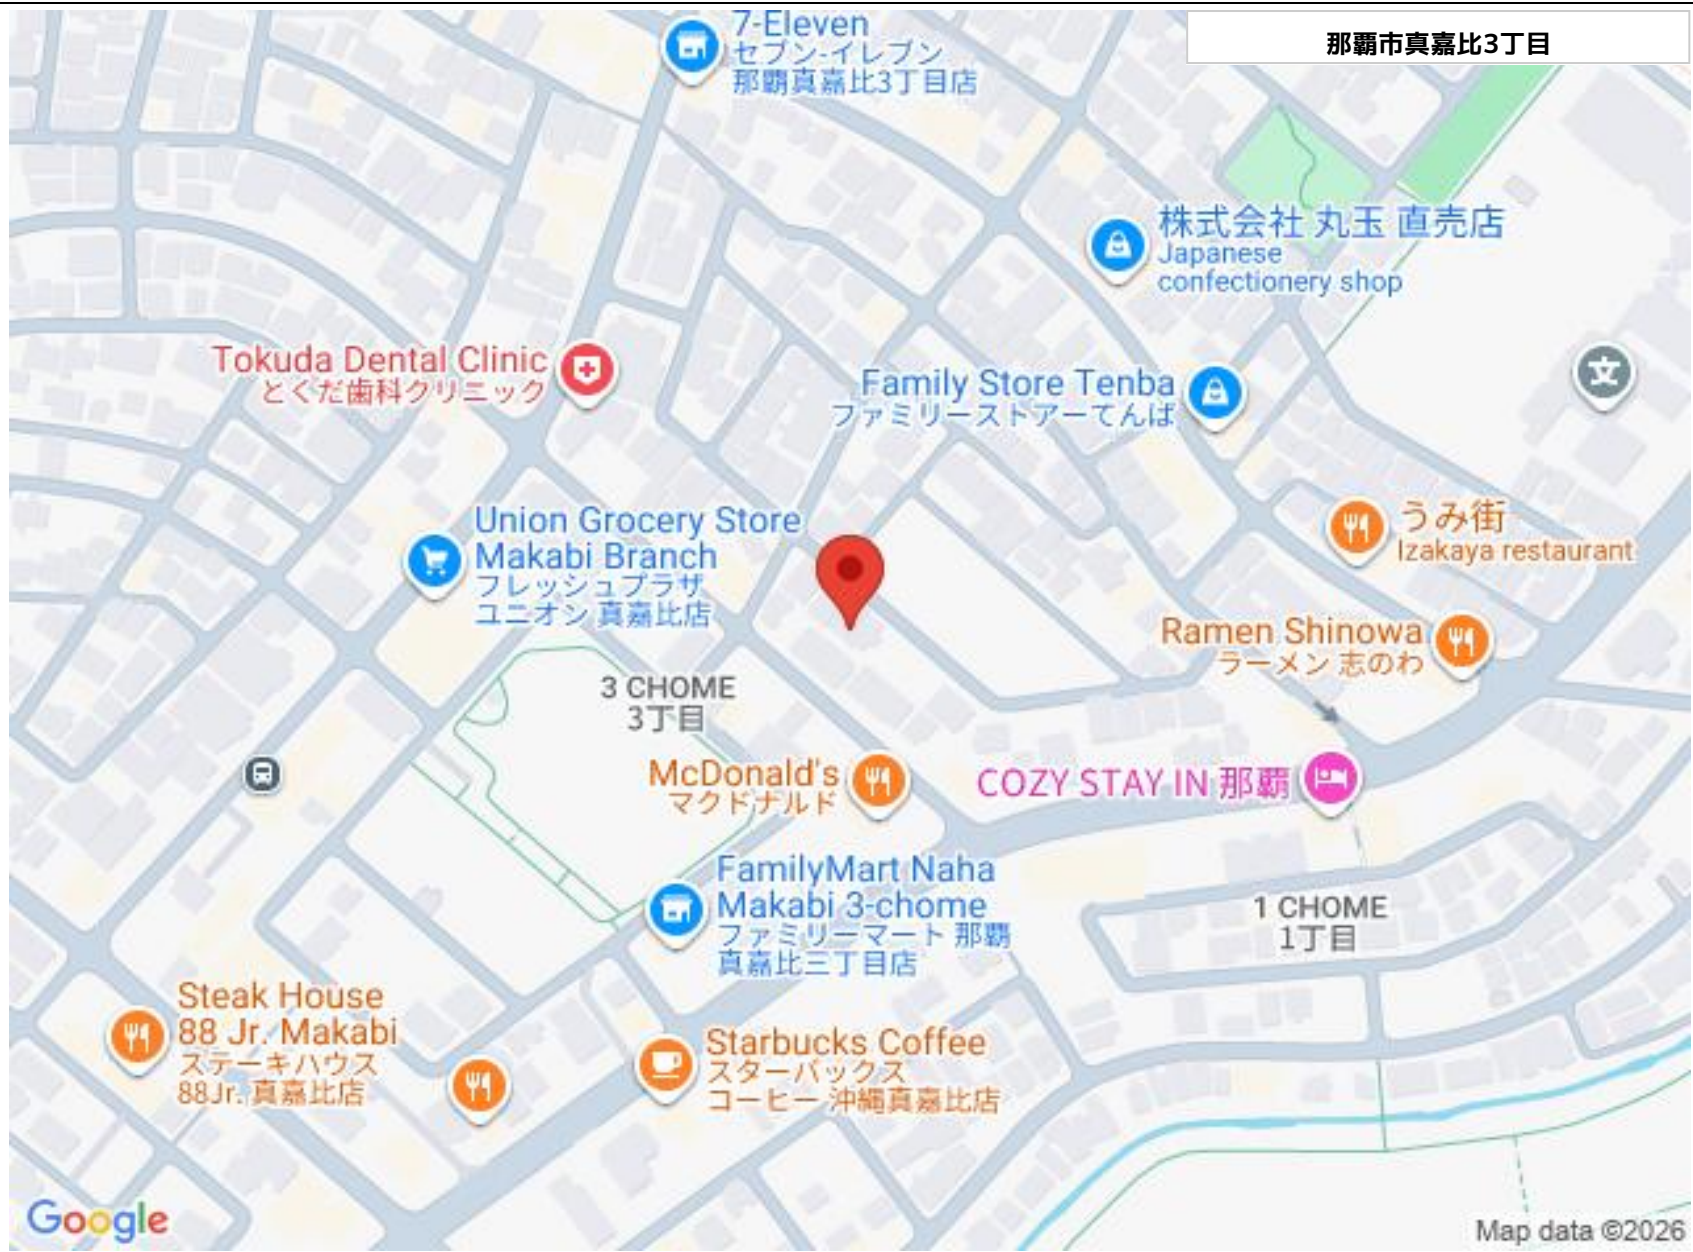 7-Eleven
セブン-イレブン
那覇真嘉比3丁目店
那覇市真嘉比3丁目
株式会社 丸玉 直売店
Japanese
confectionery shop
Tokuda Dental Clinic
とくだ歯科クリニック
Family Store Tenba
ファミリーストアーてんば
文
Union Grocery Store
Makabi Branch
フレッシュプラザ
ユニオン 真嘉比店
うみ街
Izakaya restaurant
Ramen Shinowa
ラーメン 志のわ
3 CHOME
3丁目
McDonald's
マクドナルド
COZY STAY IN 那覇
FamilyMart Naha
Makabi 3-chome
ファミリーマート 那覇
真嘉比三丁目店
1 CHOME
1丁目
Steak House
88 Jr. Makabi
ステーキハウス
88Jr. 真嘉比店
Starbucks Coffee
スターバックス
コーヒー 沖縄真嘉比店
Google
Map data ©2026